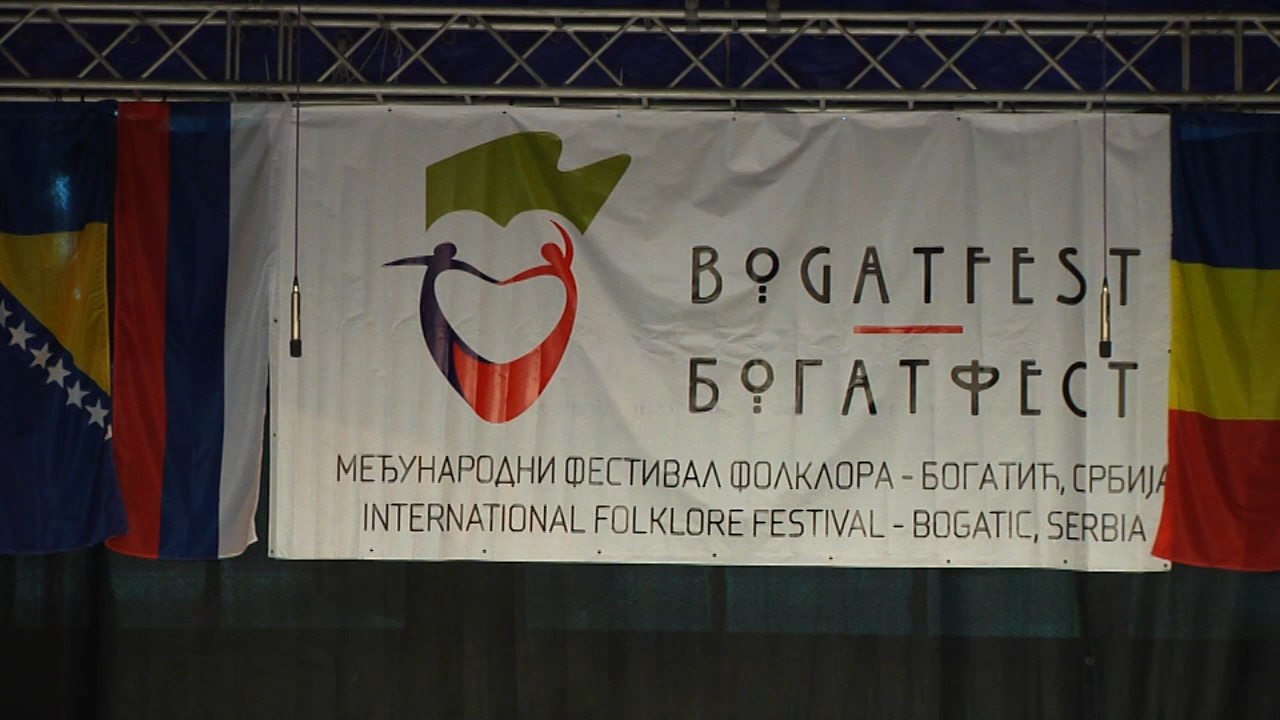 BOGATFEST
БОГАТФЕСТ
МЕЂУНАРОДНИ ФЕСТИВАЛ ФОЛКЛОРА - БОГАТИЋ, СРБИЈА
INTERNATIONAL FOLKLORE FESTIVAL - BOGATIC, SERBIA